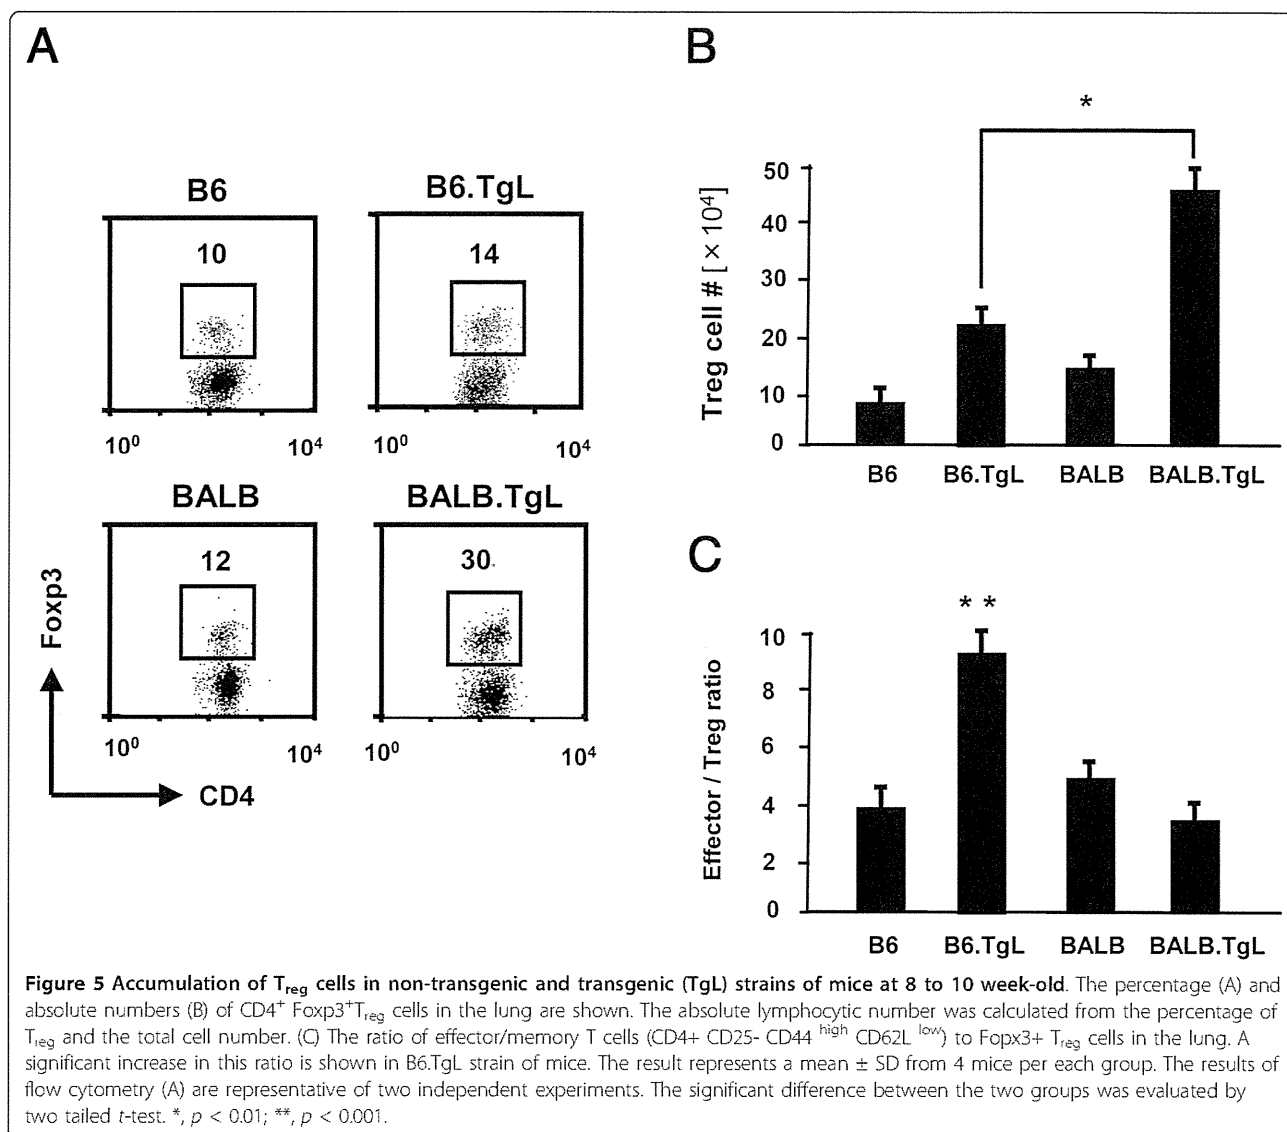 A
B6
10
10⁰ 10⁴
B6.TgL
14
10⁰ 10⁴
BALB
12
10⁰ 10⁴
BALB.TgL
30
10⁰ 10⁴
Foxp3
CD4
B
*
Treg cell # [ × 10⁴]
50
40
30
20
10
0
B6 B6.TgL BALB BALB.TgL
C
* *
Effector / Treg ratio
10
8
6
4
2
0
B6 B6.TgL BALB BALB.TgL
Figure 5 Accumulation of Treg cells in non-transgenic and transgenic (TgL) strains of mice at 8 to 10 week-old. The percentage (A) and
absolute numbers (B) of CD4⁺ Foxp3⁺Treg cells in the lung are shown. The absolute lymphocytic number was calculated from the percentage of
Treg and the total cell number. (C) The ratio of effector/memory T cells (CD4+ CD25- CD44 high CD62L low) to Fopx3+ Treg cells in the lung. A
significant increase in this ratio is shown in B6.TgL strain of mice. The result represents a mean ± SD from 4 mice per each group. The results of
flow cytometry (A) are representative of two independent experiments. The significant difference between the two groups was evaluated by
two tailed t-test. *, p < 0.01; **, p < 0.001.